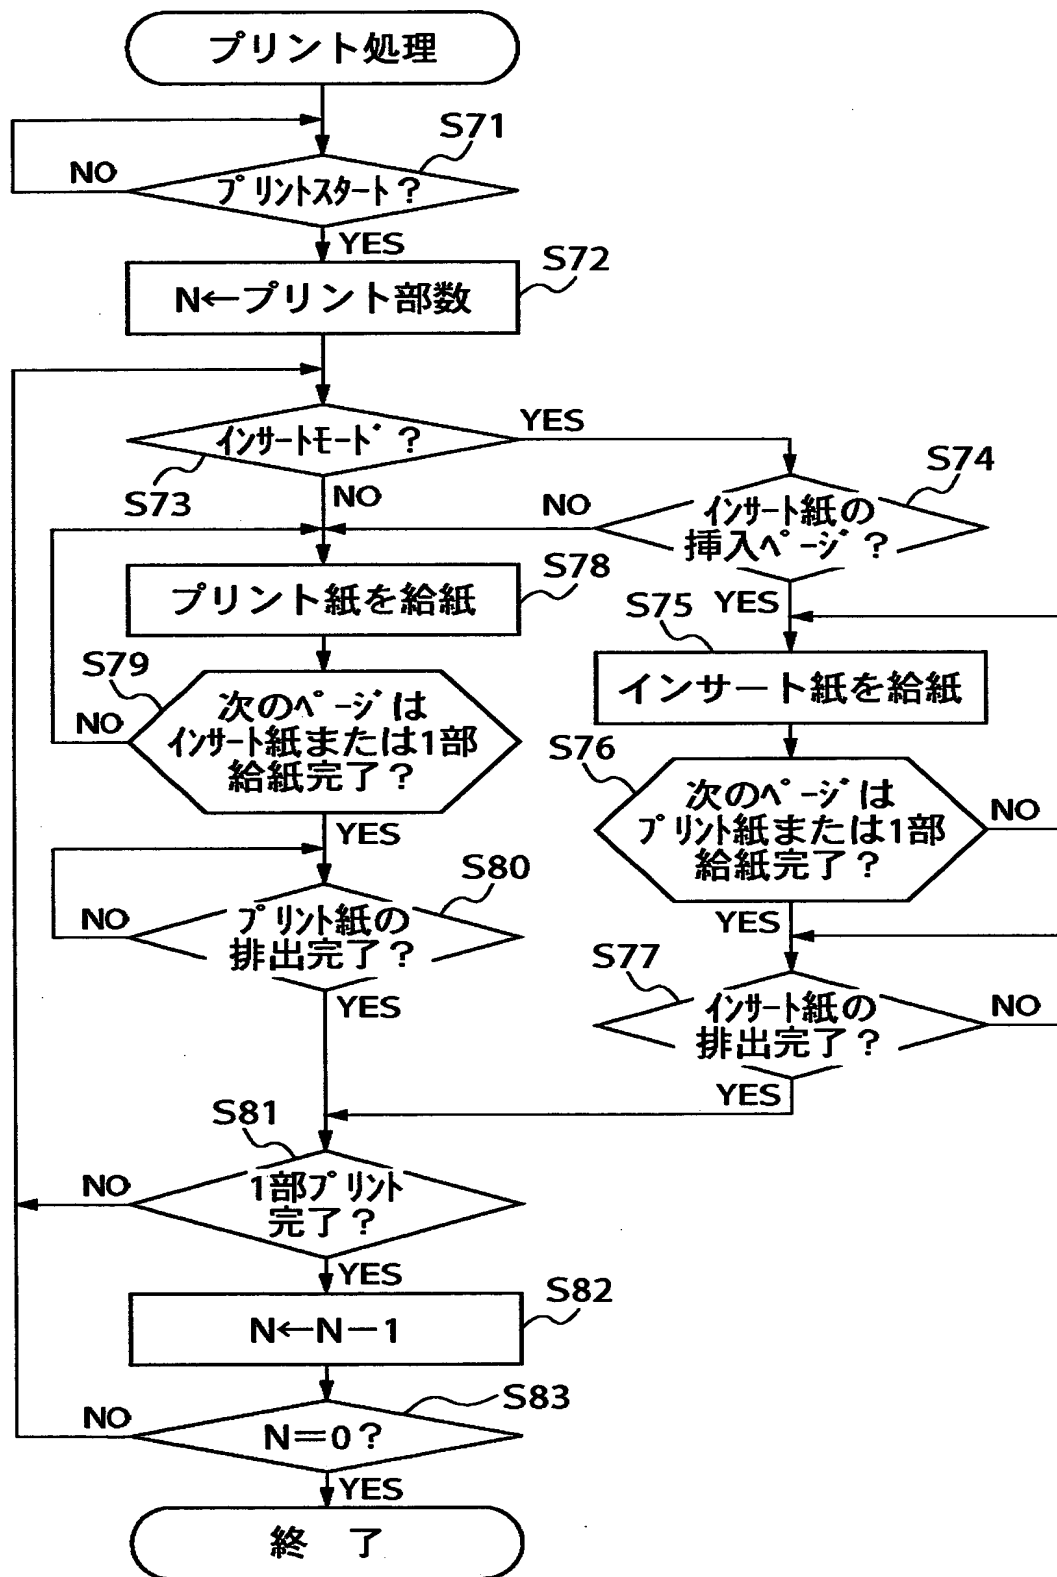 プリント処理
S71
NO
プリントスタート？
YES
S72
N←プリント部数
インサートモード？
YES
S73
NO
S74
インサート紙の
挿入ページ？
NO
YES
S78
プリント紙を給紙
S75
インサート紙を給紙
S79
次のページは
インサート紙または1部
給紙完了？
NO
YES
S76
次のページは
プリント紙または1部
給紙完了？
NO
YES
S80
プリント紙の
排出完了？
NO
YES
S77
インサート紙の
排出完了？
NO
YES
S81
1部プリント
完了？
NO
YES
S82
N←N－1
S83
N＝0？
NO
YES
終　了